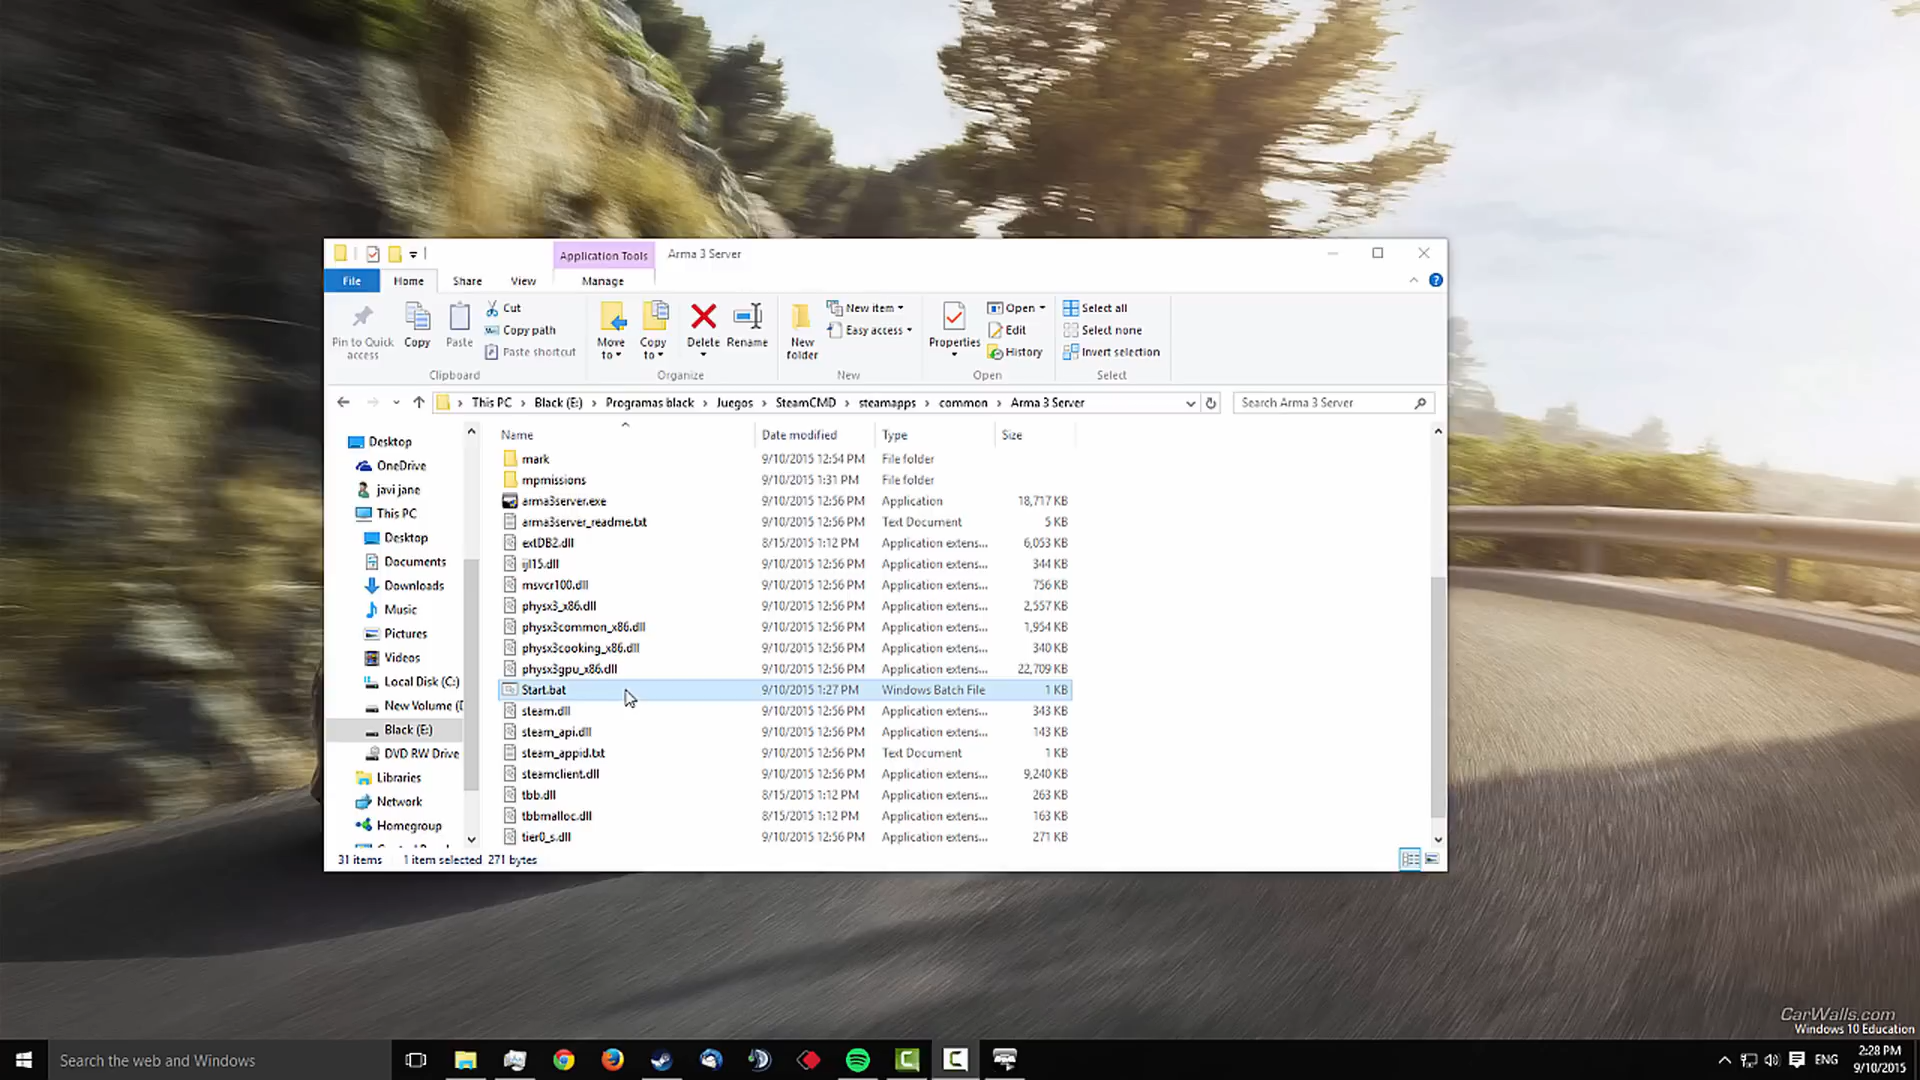 Application Tools
Arma 3 Server
File
Home
Share
View
Manage
Pin to Quick access
Copy
Paste
Cut
Copy path
Paste shortcut
Clipboard
Move to
Copy to
Delete
Rename
Organize
New folder
New item
Easy access
New
Properties
Open
Edit
History
Open
Select all
Select none
Invert selection
Select
This PC > Black (E:) > Programas black > Juegos > SteamCMD > steamapps > common > Arma 3 Server
Search Arma 3 Server
Desktop
OneDrive
javi jane
This PC
Desktop
Documents
Downloads
Music
Pictures
Videos
Local Disk (C:)
New Volume (D
Black (E:)
DVD RW Drive
Libraries
Network
Homegroup
Name Date modified Type Size
mark 9/10/2015 12:54 PM File folder
mpmissions 9/10/2015 1:31 PM File folder
arma3server.exe 9/10/2015 12:56 PM Application 18,717 KB
arma3server_readme.txt 9/10/2015 12:56 PM Text Document 5 KB
extDB2.dll 8/15/2015 1:12 PM Application extens... 6,053 KB
ijl15.dll 9/10/2015 12:56 PM Application extens... 344 KB
msvcr100.dll 9/10/2015 12:56 PM Application extens... 756 KB
physx3_x86.dll 9/10/2015 12:56 PM Application extens... 2,557 KB
physx3common_x86.dll 9/10/2015 12:56 PM Application extens... 1,954 KB
physx3cooking_x86.dll 9/10/2015 12:56 PM Application extens... 340 KB
physx3gpu_x86.dll 9/10/2015 12:56 PM Application extens... 22,709 KB
Start.bat 9/10/2015 1:27 PM Windows Batch File 1 KB
steam.dll 9/10/2015 12:56 PM Application extens... 343 KB
steam_api.dll 9/10/2015 12:56 PM Application extens... 143 KB
steam_appid.txt 9/10/2015 12:56 PM Text Document 1 KB
steamclient.dll 9/10/2015 12:56 PM Application extens... 9,240 KB
tbb.dll 8/15/2015 1:12 PM Application extens... 263 KB
tbbmalloc.dll 8/15/2015 1:12 PM Application extens... 163 KB
tier0_s.dll 9/10/2015 12:56 PM Application extens... 271 KB
31 items 1 item selected 271 bytes
CarWalls.com
Windows 10 Education
Search the web and Windows
ENG
2:28 PM
9/10/2015